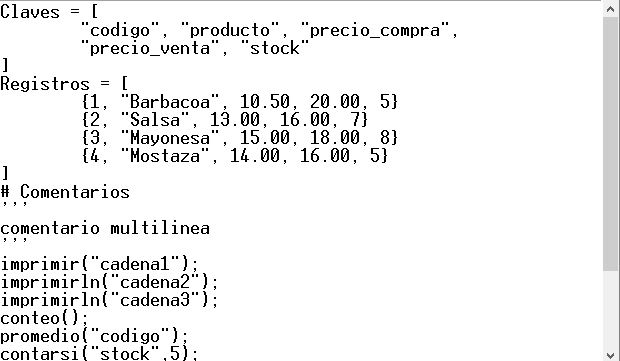 Claves = [
"codigo", "producto", "precio_compra",
"precio_venta", "stock"
]
Registros = [
{1, "Barbacoa", 10.50, 20.00, 5}
{2, "Salsa", 13.00, 16.00, 7}
{3, "Mayonesa", 15.00, 18.00, 8}
{4, "Mostaza", 14.00, 16.00, 5}
]
# Comentarios
'''
comentario multilinea
'''
imprimir("cadena1");
imprimirln("cadena2");
imprimirln("cadena3");
conteo();
promedio("codigo");
contarsi("stock",5);